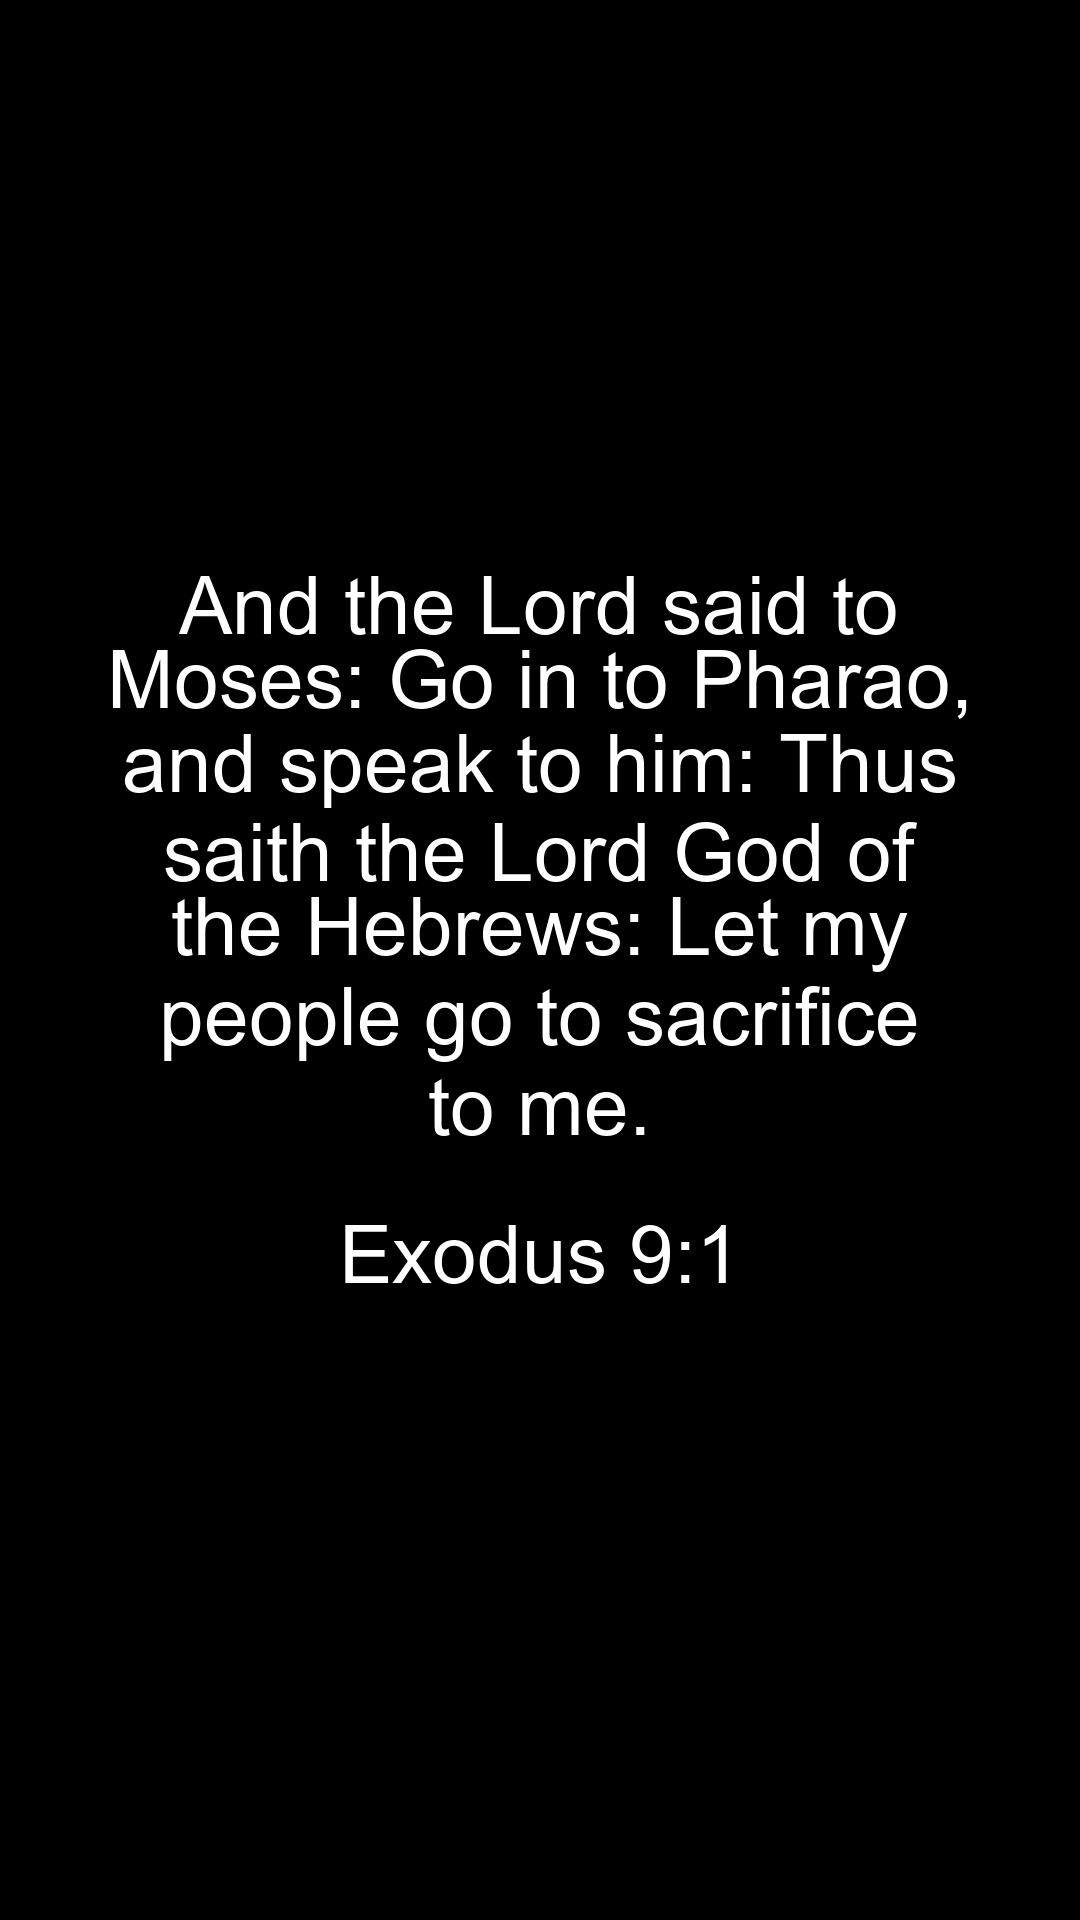 And the Lord said to
Moses: Go in to Pharao,
and speak to him: Thus
saith the Lord God of
the Hebrews: Let my
people go to sacrifice
to me.
Exodus 9:1